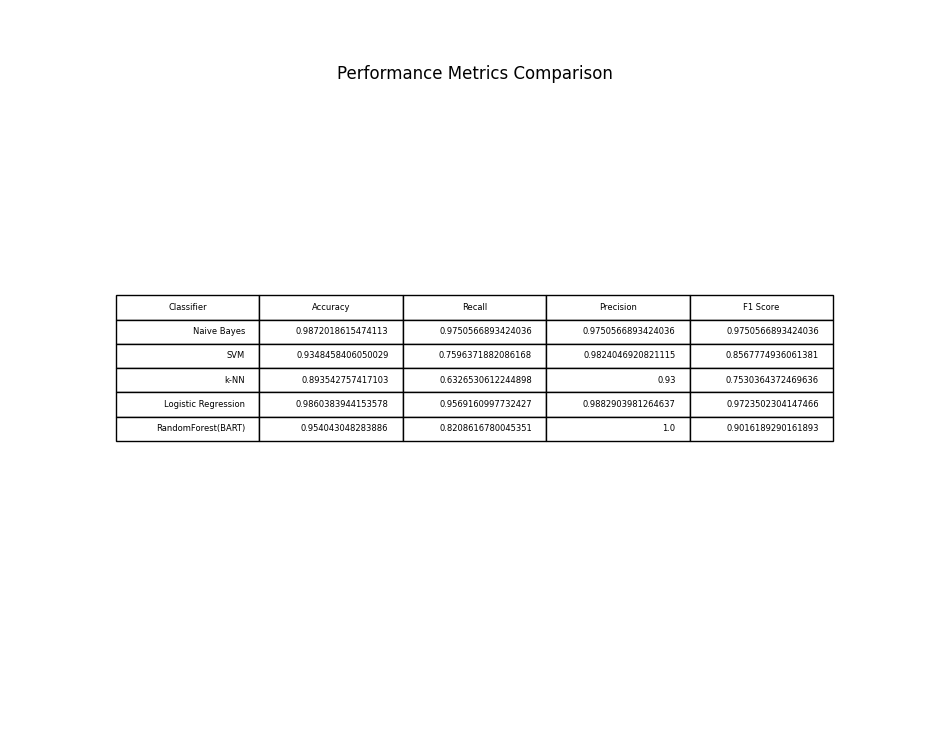 Performance Metrics Comparison
Classifier Accuracy Recall Precision F1 Score
Naive Bayes 0.9872018615474113 0.9750566893424036 0.9750566893424036 0.9750566893424036
SVM 0.9348458406050029 0.7596371882086168 0.9824046920821115 0.8567774936061381
k-NN 0.893542757417103 0.6326530612244898 0.93 0.7530364372469636
Logistic Regression 0.9860383944153578 0.9569160997732427 0.9882903981264637 0.9723502304147466
RandomForest(BART) 0.954043048283886 0.8208616780045351 1.0 0.9016189290161893